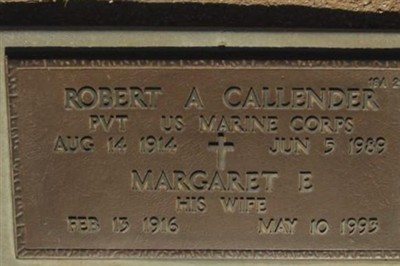 ROBERT A CALLENDER
PVT US MARINE CORPS
AUG 14 1914 JUN 5 1989
MARGARET E
HIS WIFE
FEB 15 1916 MAY 10 1993